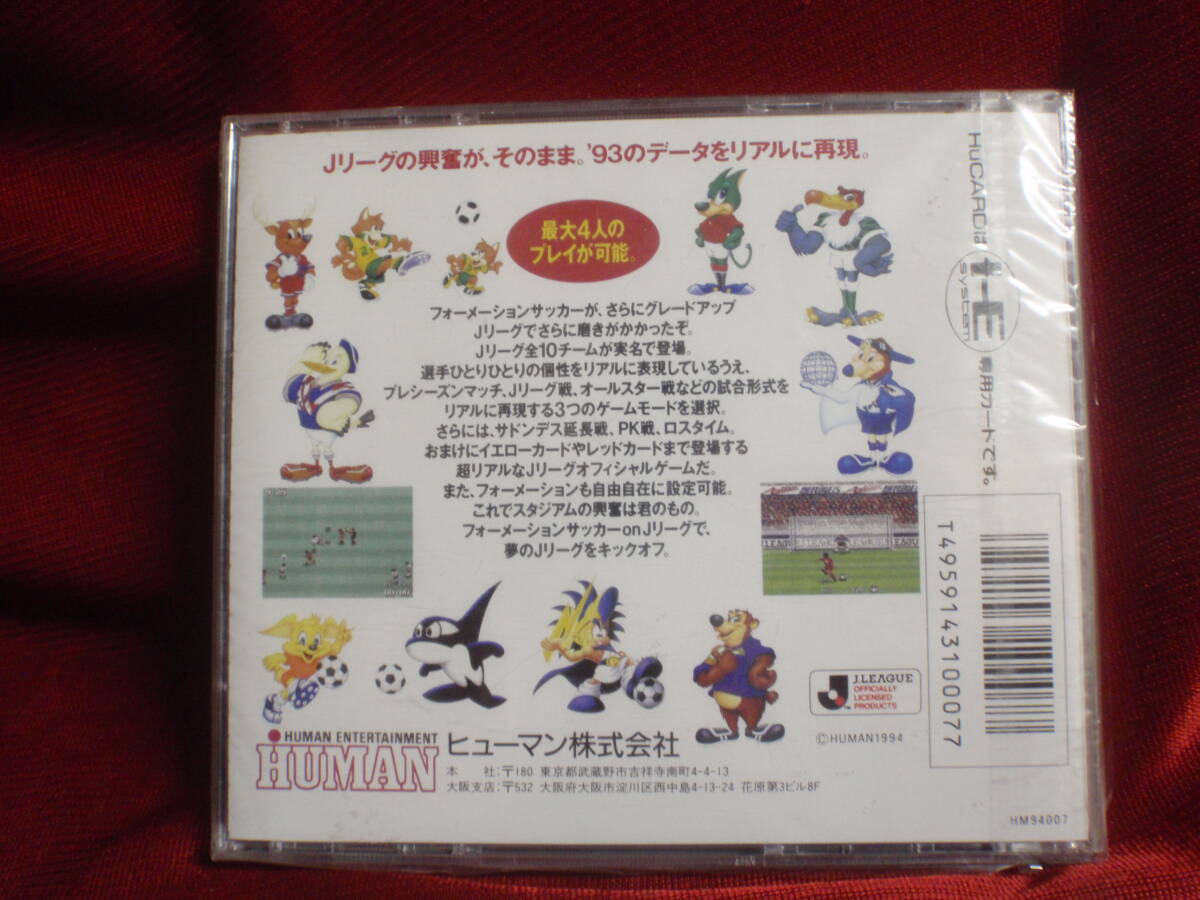 Jリーグの興奮が、そのまま。'93のデータをリアルに再現。
最大4人の
プレイが可能。
フォーメーションサッカーが、さらにグレードアップ
Jリーグでさらに磨きがかかったぞ。
Jリーグ全10チームが実名で登場。
選手ひとりひとりの個性をリアルに表現しているうえ、
プレシーズンマッチ、Jリーグ戦、オールスター戦などの試合形式を
リアルに再現する3つのゲームモードを選択。
さらには、サドンデス延長戦、PK戦、ロスタイム。
おまけにイエローカードやレッドカードまで登場する
超リアルなJリーグオフィシャルゲームだ。
また、フォーメーションも自由自在に設定可能。
これでスタジアムの興奮は君のもの。
フォーメーションサッカーonJリーグで、
夢のJリーグをキックオフ。
J.LEAGUE
OFFICIALLY
LICENSED
PRODUCTS
©HUMAN1994
HUMAN ENTERTAINMENT
HUMAN
ヒューマン株式会社
本 社:〒180 東京都武蔵野市吉祥寺南町4-4-13
大阪支店:〒532 大阪府大阪市淀川区西中島4-13-24 花原第3ビル8F
HuCARDは
system
専用カードです。
T4959143100077
HM94007